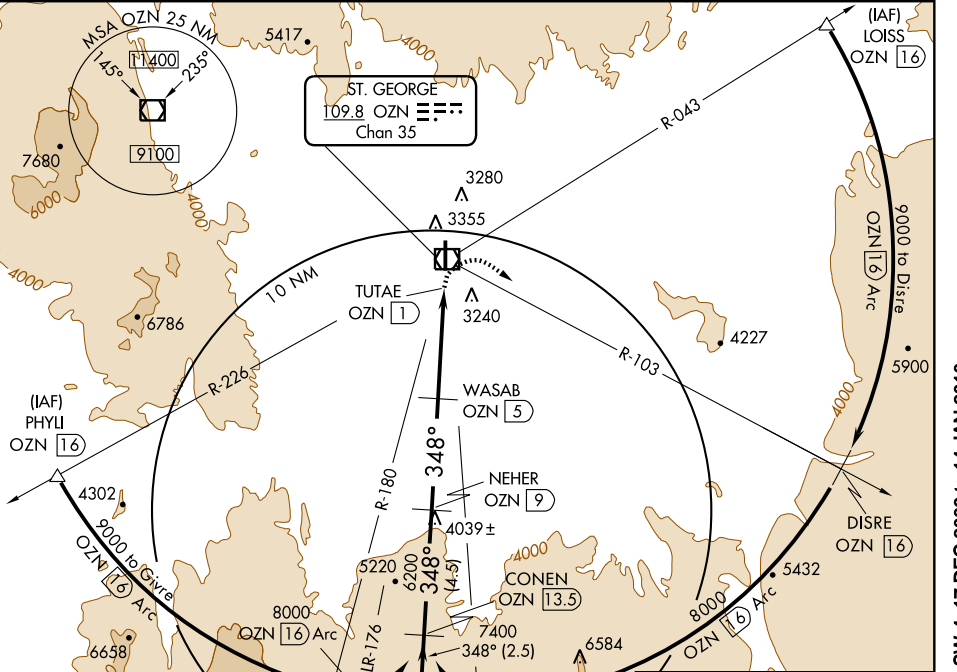 MSA OZN 25 NM
11400
145°
235°
9100
5417
4000
(IAF)
LOISS
OZN 16
ST. GEORGE
109.8 OZN
Chan 35
R-043
7680
6000
4000
3280
3355
9000 to Disre
OZN 16 Arc
4000
10 NM
TUTAE
OZN 1
3240
6786
4227
R-103
5900
R-226
4000
(IAF)
PHYLI
OZN 16
WASAB
OZN 5
348°
R-180
NEHER
OZN 9
4302
4039±
DISRE
OZN 16
9000 to Givre
OZN 16 Arc
4000
5220
6200
348°
(4.5)
CONEN
OZN 13.5
5432
8000
OZN 16 Arc
8000
OZN 16 Arc
LR-176
7400
348° (2.5)
6584
6658